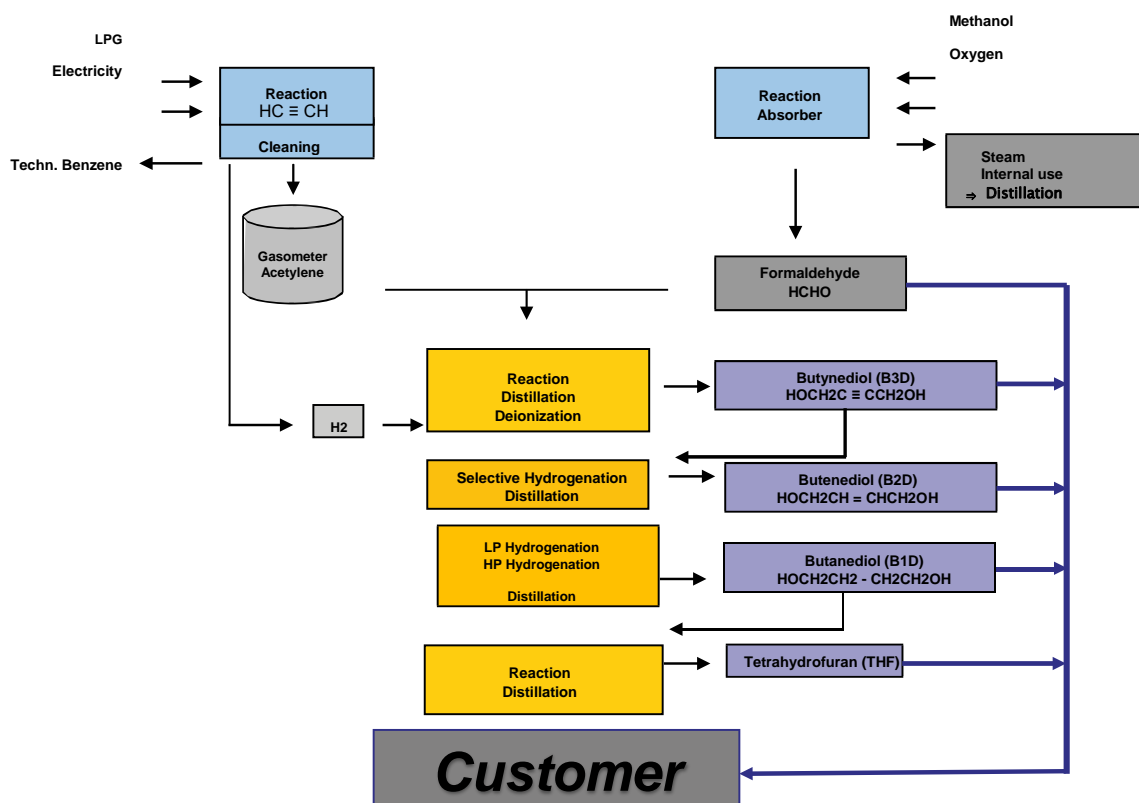 LPG
Electricity
Techn. Benzene
Reaction
HC ≡ CH
Cleaning
Gasometer
Acetylene
Methanol
Oxygen
Reaction
Absorber
Steam
Internal use
⇒ Distillation
Formaldehyde
HCHO
H2
Reaction
Distillation
Deionization
Butynediol (B3D)
HOCH2C ≡ CCH2OH
Selective Hydrogenation
Distillation
Butenediol (B2D)
HOCH2CH = CHCH2OH
LP Hydrogenation
HP Hydrogenation
Distillation
Butanediol (B1D)
HOCH2CH2 - CH2CH2OH
Reaction
Distillation
Tetrahydrofuran (THF)
Customer